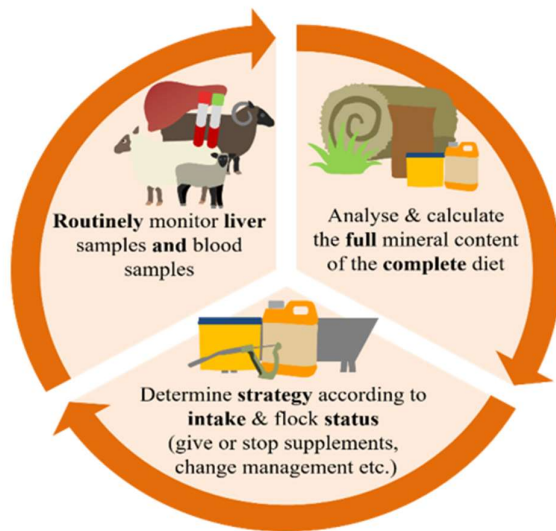 Routinely monitor liver
samples and blood
samples
Analyse & calculate
the full mineral content
of the complete diet
Determine strategy according to
intake & flock status
(give or stop supplements,
change management etc.)